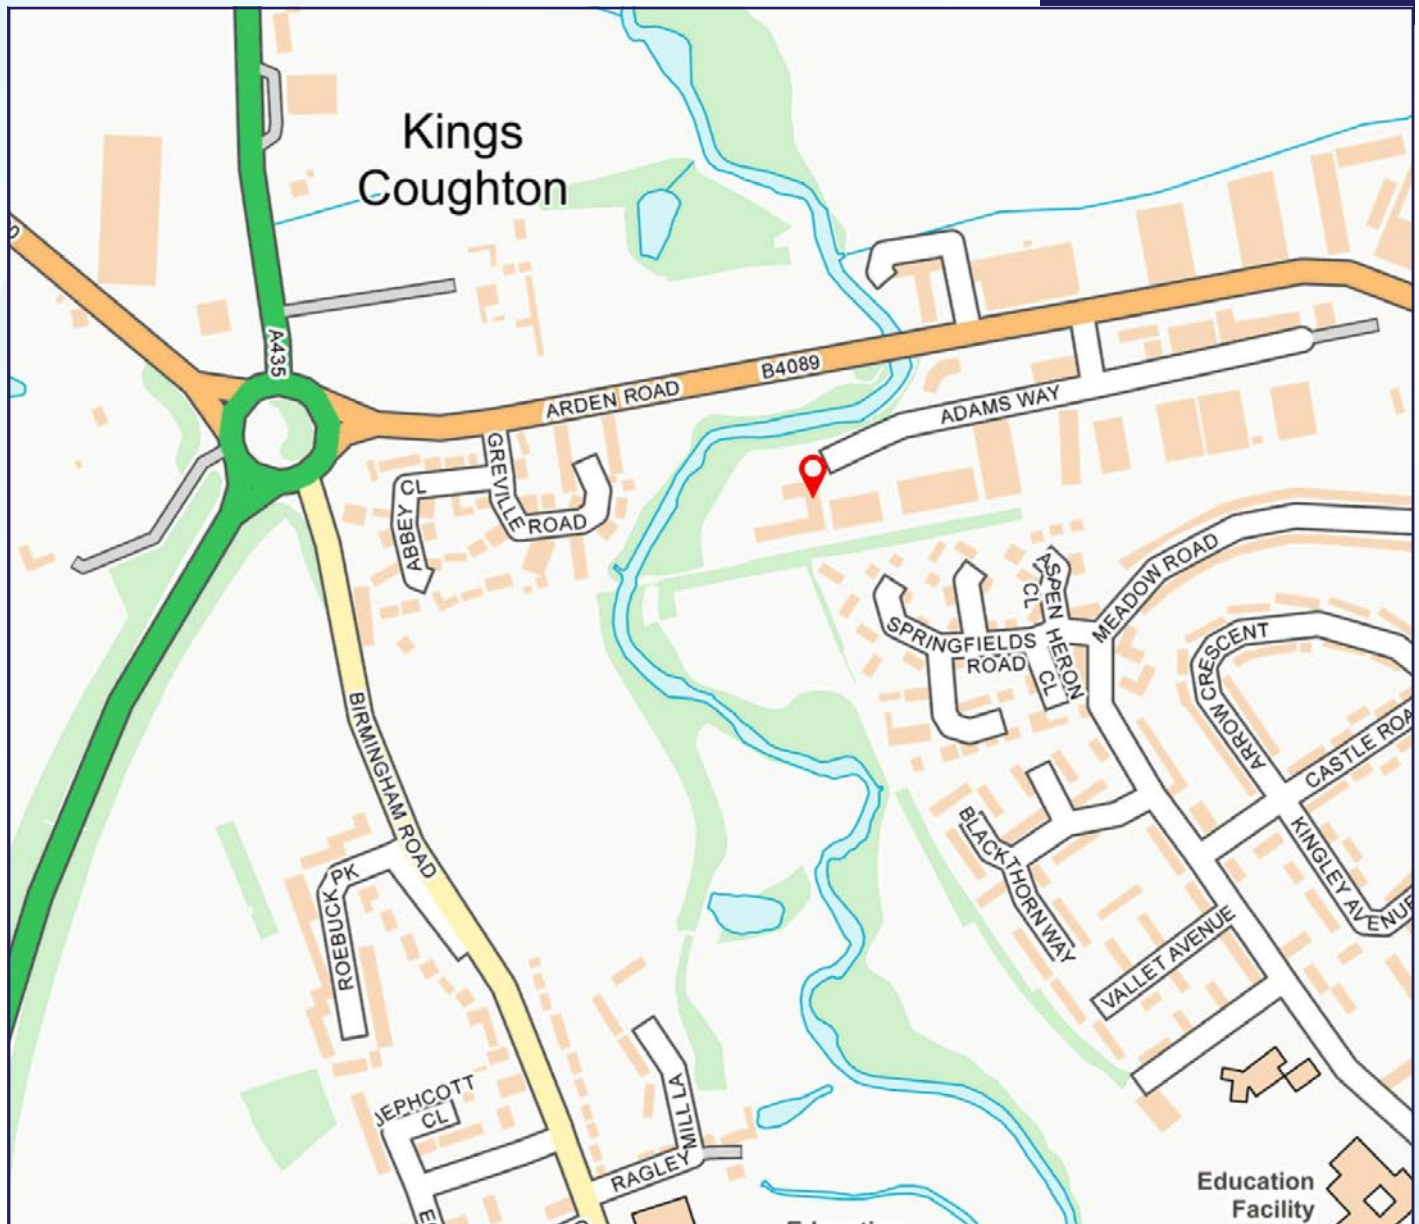 Kings
Coughton
A435
B4089
ARDEN ROAD
ADAMS WAY
GREVILLE ROAD
ABBEY CL
MEADOW ROAD
ASPEN
CL
SPRINGFIELDS
ROAD
HERON
CL
ARROW CRESCENT
CASTLE ROA
BIRMINGHAM ROAD
BLACKTHORN WAY
KINGLEY AVENUE
ROEBUCK PK
VALLET AVENUE
JEPHCOTT
CL
RAGLEY MILL LA
Education
Facility